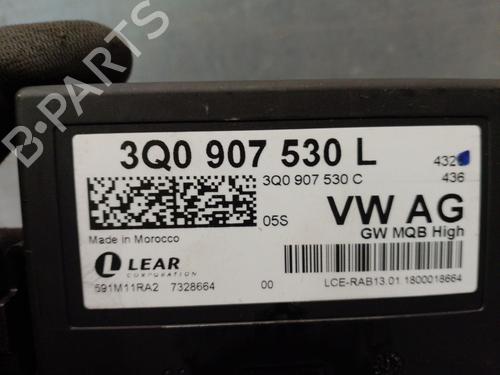 B-PARTS
3Q0 907 530 L
3Q0 907 530 C
436
05S
VW AG
GW MQB High
Made in Morocco
LEAR
CORPORATION
591M11RA2 7328664 00
LCE-RAB13.01.1800018664